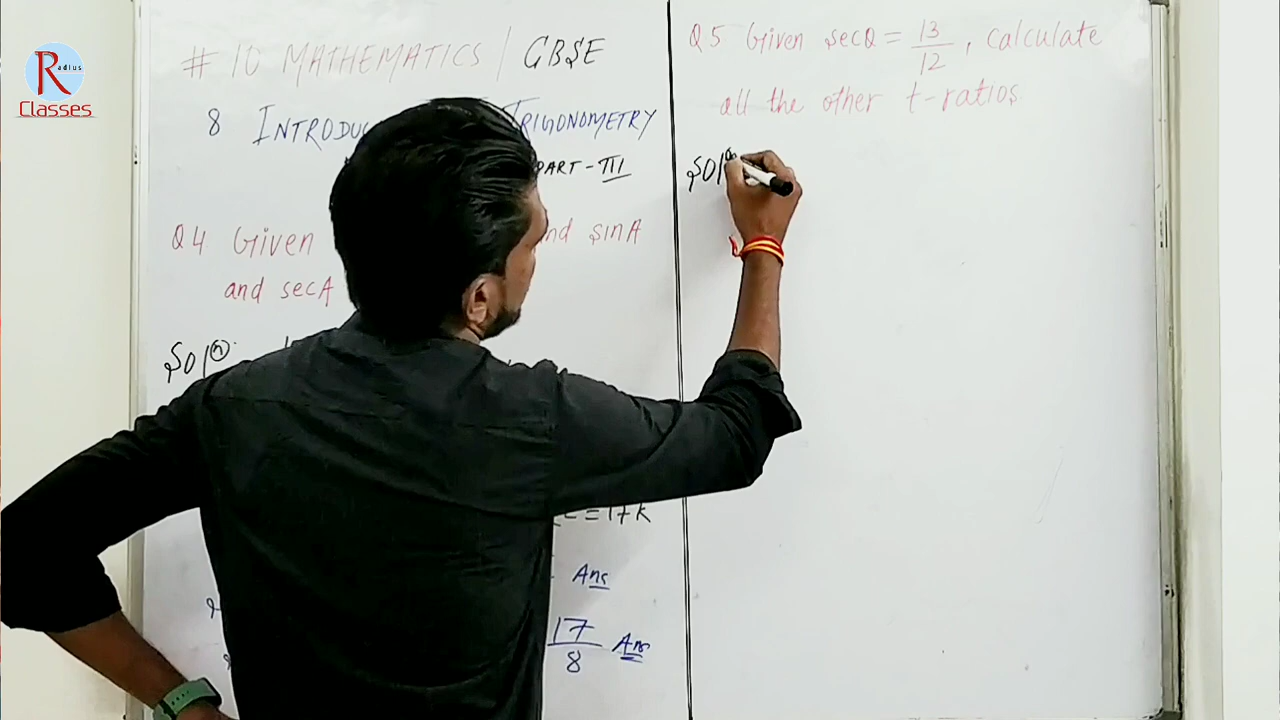 Radius
Classes
# 10 MATHEMATICS / CBSE
8 INTRODU TRIGONOMETRY
PART-III
Q4 Given and sinA
and secA
Sol(n).
= 17k
Ans
17/8 Ans
Q5 Given secθ = 13/12, calculate
all the other t-ratios.
Sol